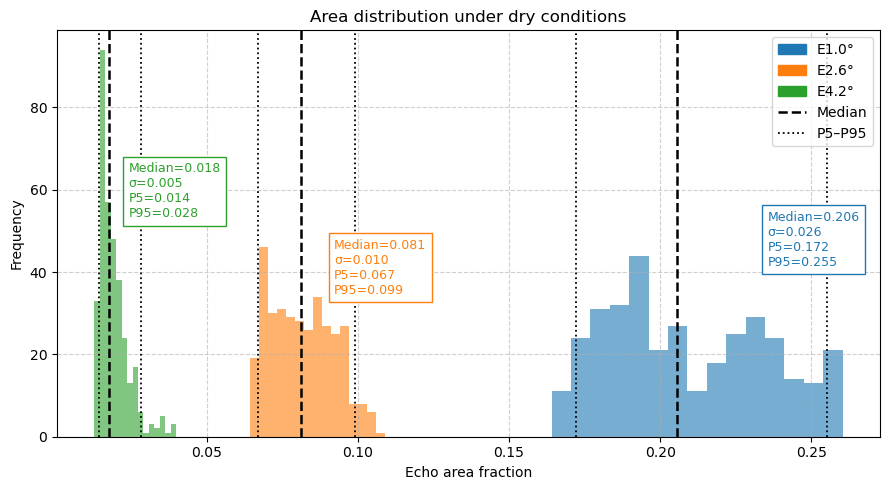 Area distribution under dry conditions
E1.0°
E2.6°
E4.2°
Median
P5–P95
Median=0.018
σ=0.005
P5=0.014
P95=0.028
Median=0.081
σ=0.010
P5=0.067
P95=0.099
Median=0.206
σ=0.026
P5=0.172
P95=0.255
Frequency
80
60
40
20
0
0.05
0.10
0.15
0.20
0.25
Echo area fraction